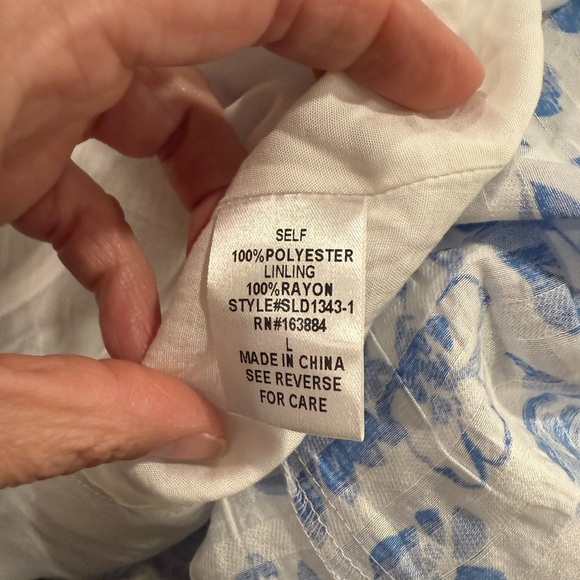 SELF
100%POLYESTER
LINLING
100%RAYON
STYLE#SLD1343-1
RN#163884
L
MADE IN CHINA
SEE REVERSE
FOR CARE